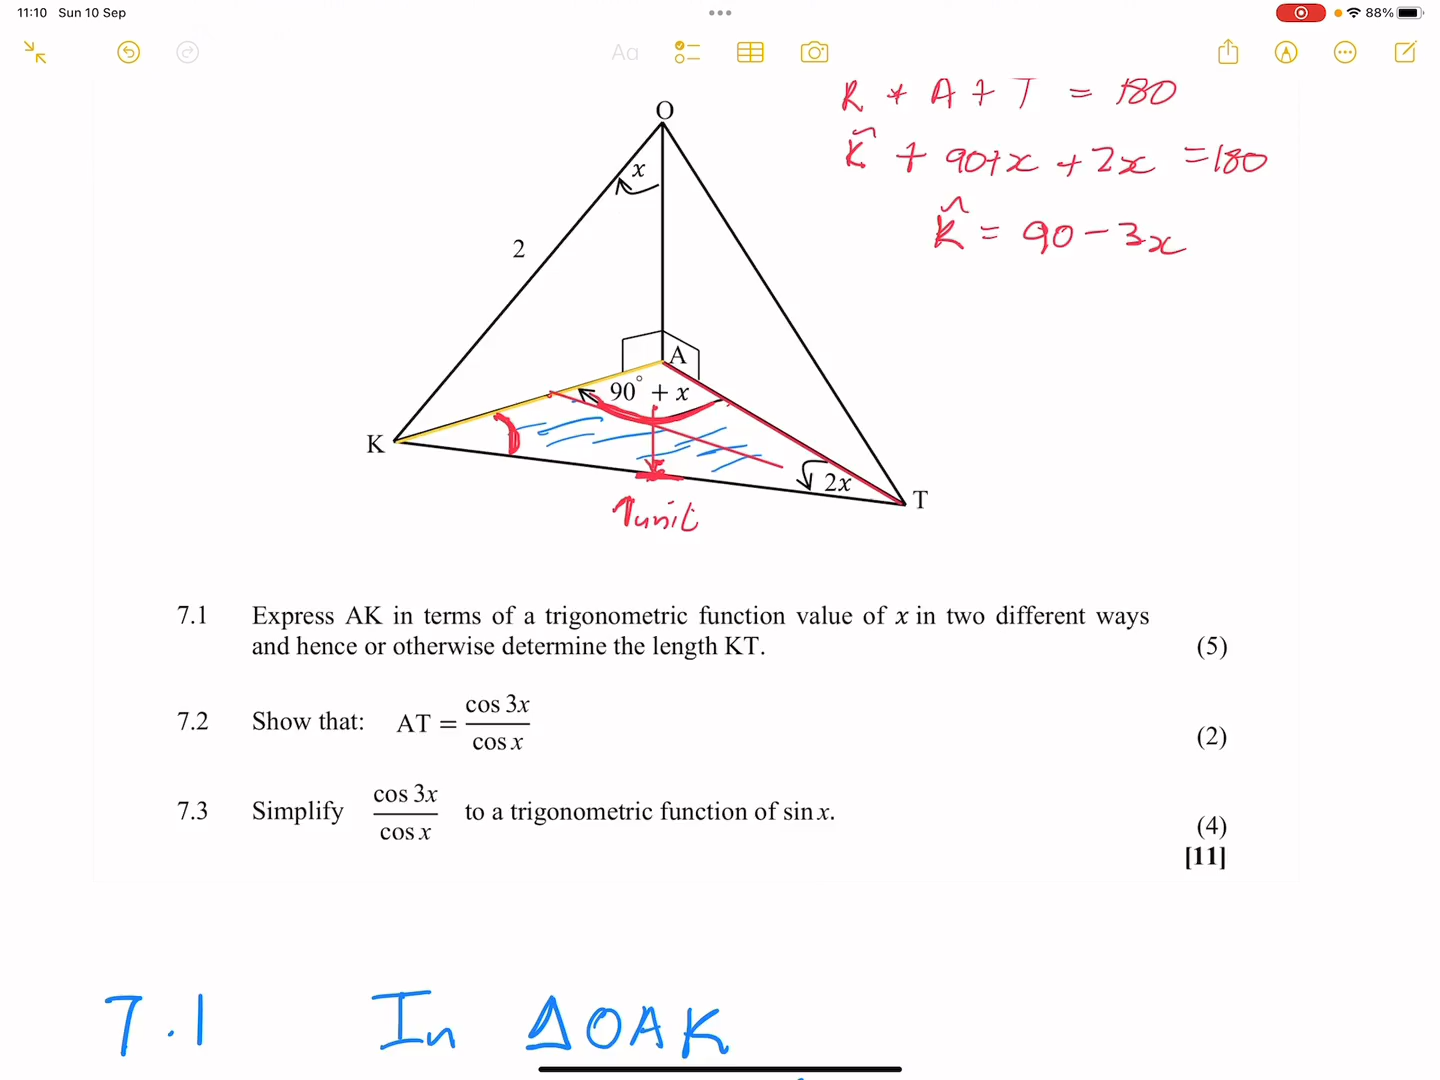 11:10 Sun 10 Sep
88%
Aa
K + A + T = 180
K̂ + 90+x + 2x = 180
K̂ = 90 - 3x
O
x
2
A
90° + x
K
2x
T
1 unit
7.1 Express AK in terms of a trigonometric function value of x in two different ways
and hence or otherwise determine the length KT. (5)
7.2 Show that: AT = cos 3x / cos x (2)
7.3 Simplify cos 3x / cos x to a trigonometric function of sin x. (4)
[11]
7.1 In ΔOAK